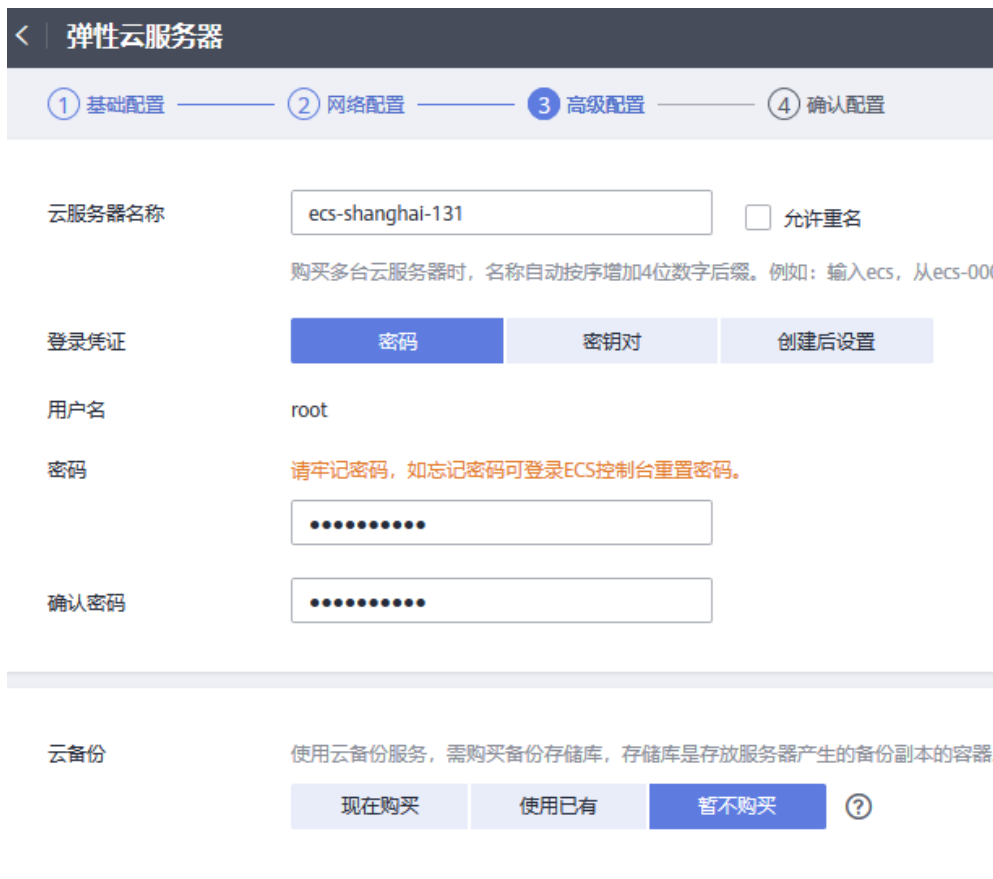 弹性云服务器
1 基础配置 2 网络配置 3 高级配置 4 确认配置
云服务器名称 ecs-shanghai-131 允许重名
购买多台云服务器时，名称自动按序增加4位数字后缀。例如：输入ecs，从ecs-000
登录凭证 密码 密钥对 创建后设置
用户名 root
密码 请牢记密码，如忘记密码可登录ECS控制台重置密码。
••••••••••
确认密码 ••••••••••
云备份 使用云备份服务，需购买备份存储库，存储库是存放服务器产生的备份副本的容器
现在购买 使用已有 暂不购买 ?